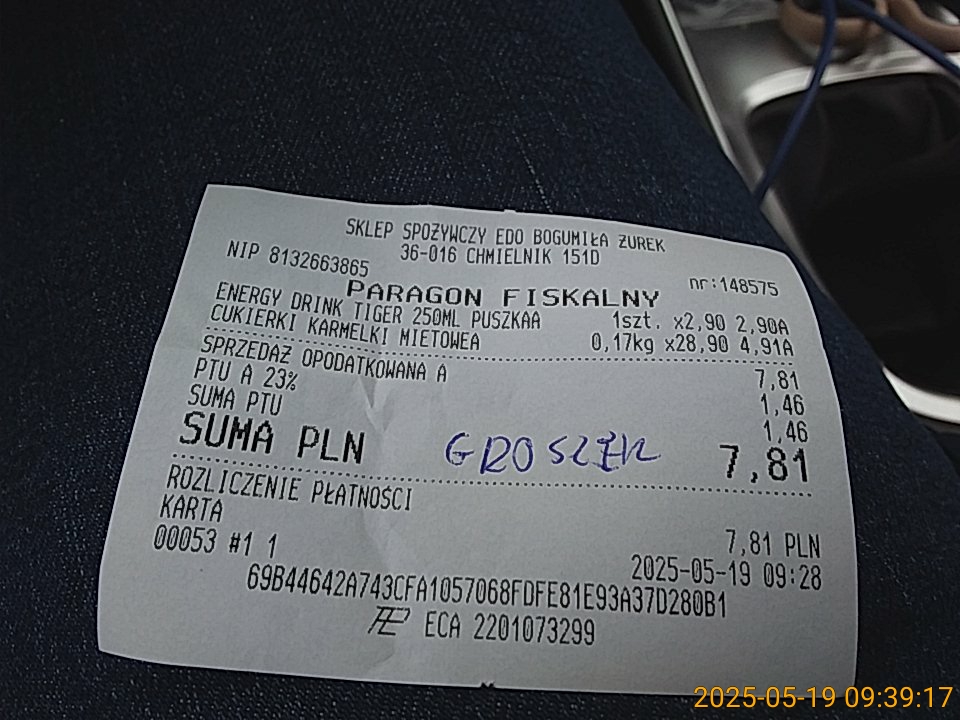 SKLEP SPOŻYWCZY EDO BOGUMIŁA ŻUREK
36-016 CHMIELNIK 151D
NIP 8132663865 nr:148575
PARAGON FISKALNY
ENERGY DRINK TIGER 250ML PUSZKAA 1szt. x2,90 2,90A
CUKIERKI KARMELKI MIETOWEA 0,17kg x28,90 4,91A
SPRZEDAŻ OPODATKOWANA A 7,81
PTU A 23% 1,46
SUMA PTU 1,46
SUMA PLN 7,81
GROSZEK
ROZLICZENIE PŁATNOŚCI
KARTA 7,81 PLN
00053 #1 1 2025-05-19 09:28
69B44642A743CFA1057068FDFE81E93A37D280B1
ECA 2201073299
2025-05-19 09:39:17